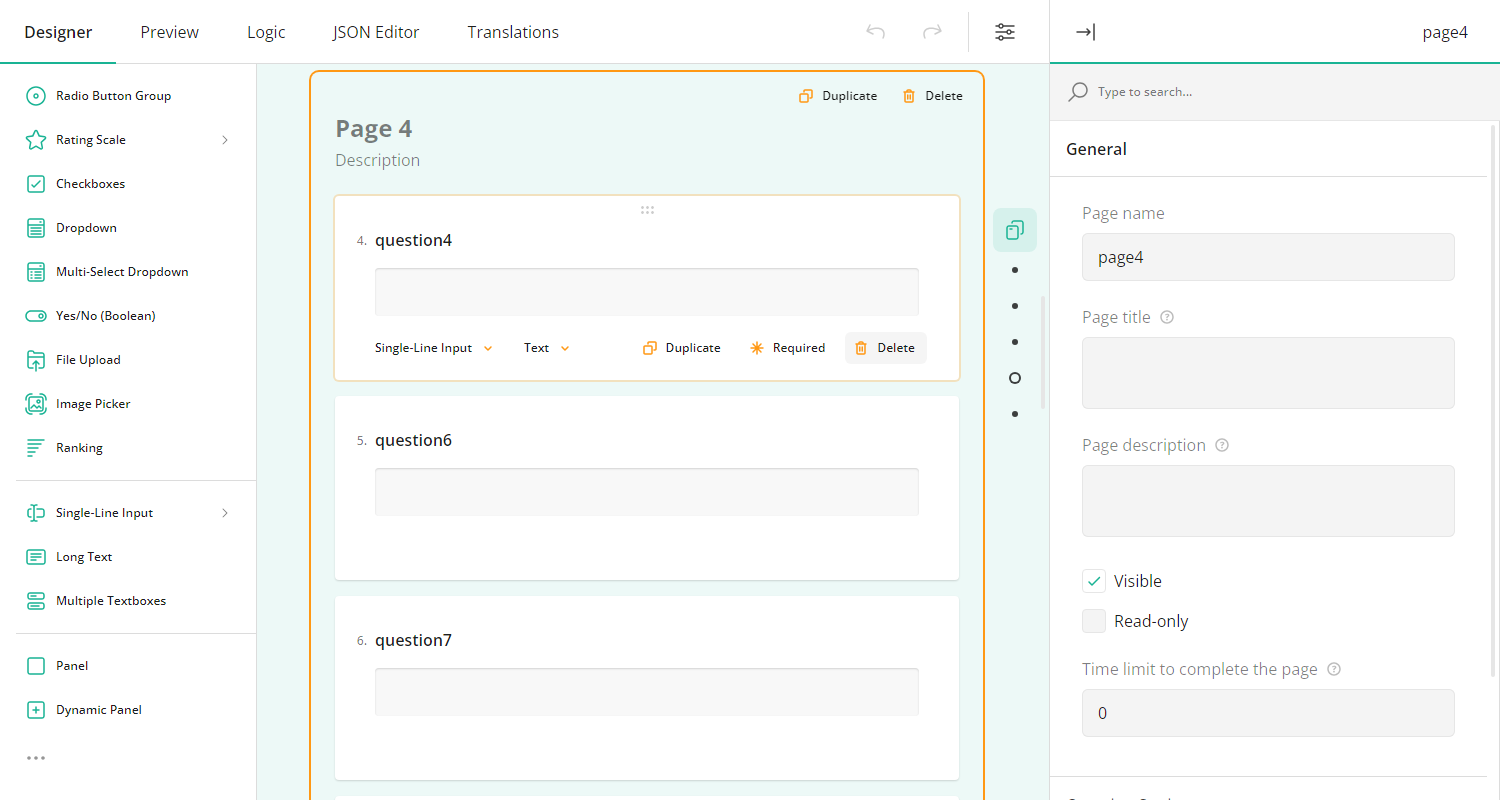 Designer
Preview
Logic
JSON Editor
Translations
page4
Radio Button Group
Rating Scale
Checkboxes
Dropdown
Multi-Select Dropdown
Yes/No (Boolean)
File Upload
Image Picker
Ranking
Single-Line Input
Long Text
Multiple Textboxes
Panel
Dynamic Panel
Duplicate
Delete
Page 4
Description
4. question4
Single-Line Input
Text
Duplicate
Required
Delete
5. question6
6. question7
Type to search...
General
Page name
page4
Page title
Page description
Visible
Read-only
Time limit to complete the page
0